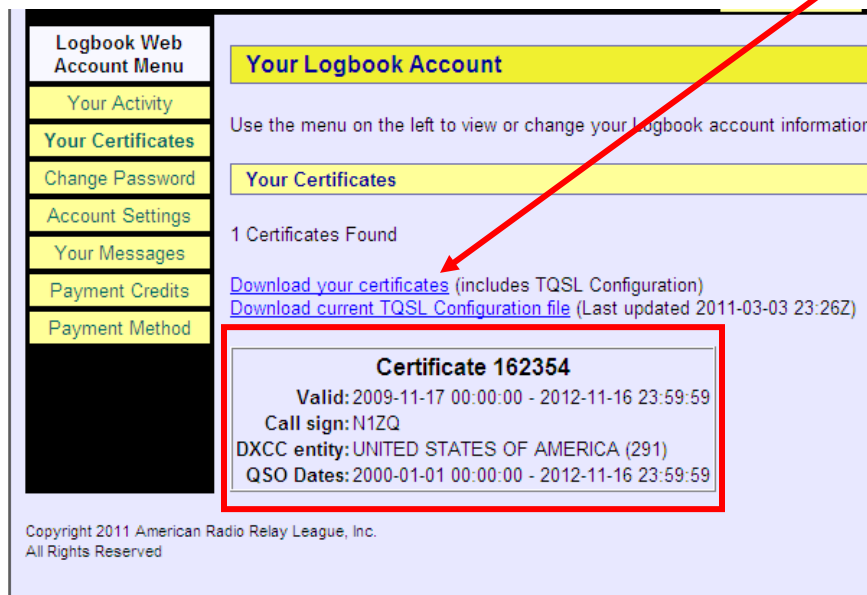 Logbook Web
Account Menu
Your Activity
Your Certificates
Change Password
Account Settings
Your Messages
Payment Credits
Payment Method
Your Logbook Account
Use the menu on the left to view or change your Logbook account information
Your Certificates
1 Certificates Found
Download your certificates (includes TQSL Configuration)
Download current TQSL Configuration file (Last updated 2011-03-03 23:26Z)
Certificate 162354
Valid: 2009-11-17 00:00:00 - 2012-11-16 23:59:59
Call sign: N1ZQ
DXCC entity: UNITED STATES OF AMERICA (291)
QSO Dates: 2000-01-01 00:00:00 - 2012-11-16 23:59:59
Copyright 2011 American Radio Relay League, Inc.
All Rights Reserved